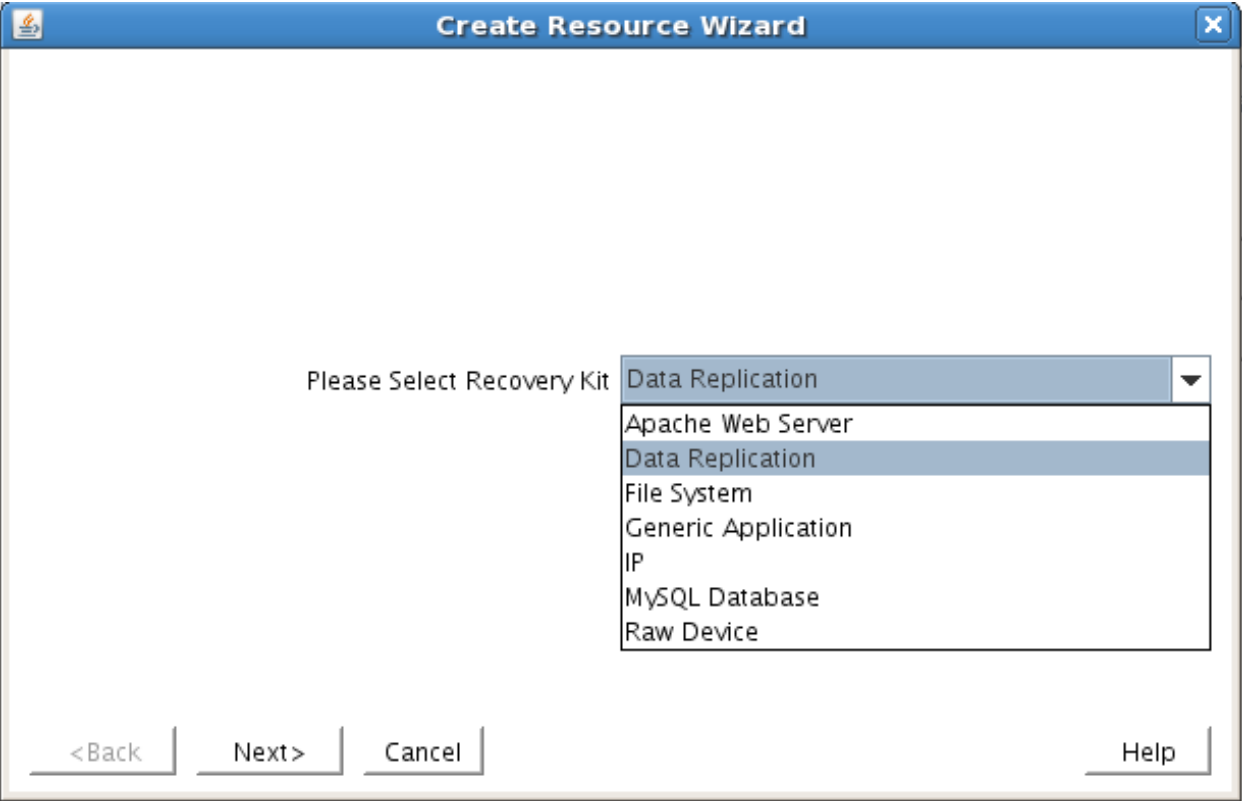 Create Resource Wizard
Please Select Recovery Kit Data Replication
Apache Web Server
Data Replication
File System
Generic Application
IP
MySQL Database
Raw Device
<Back Next> Cancel Help